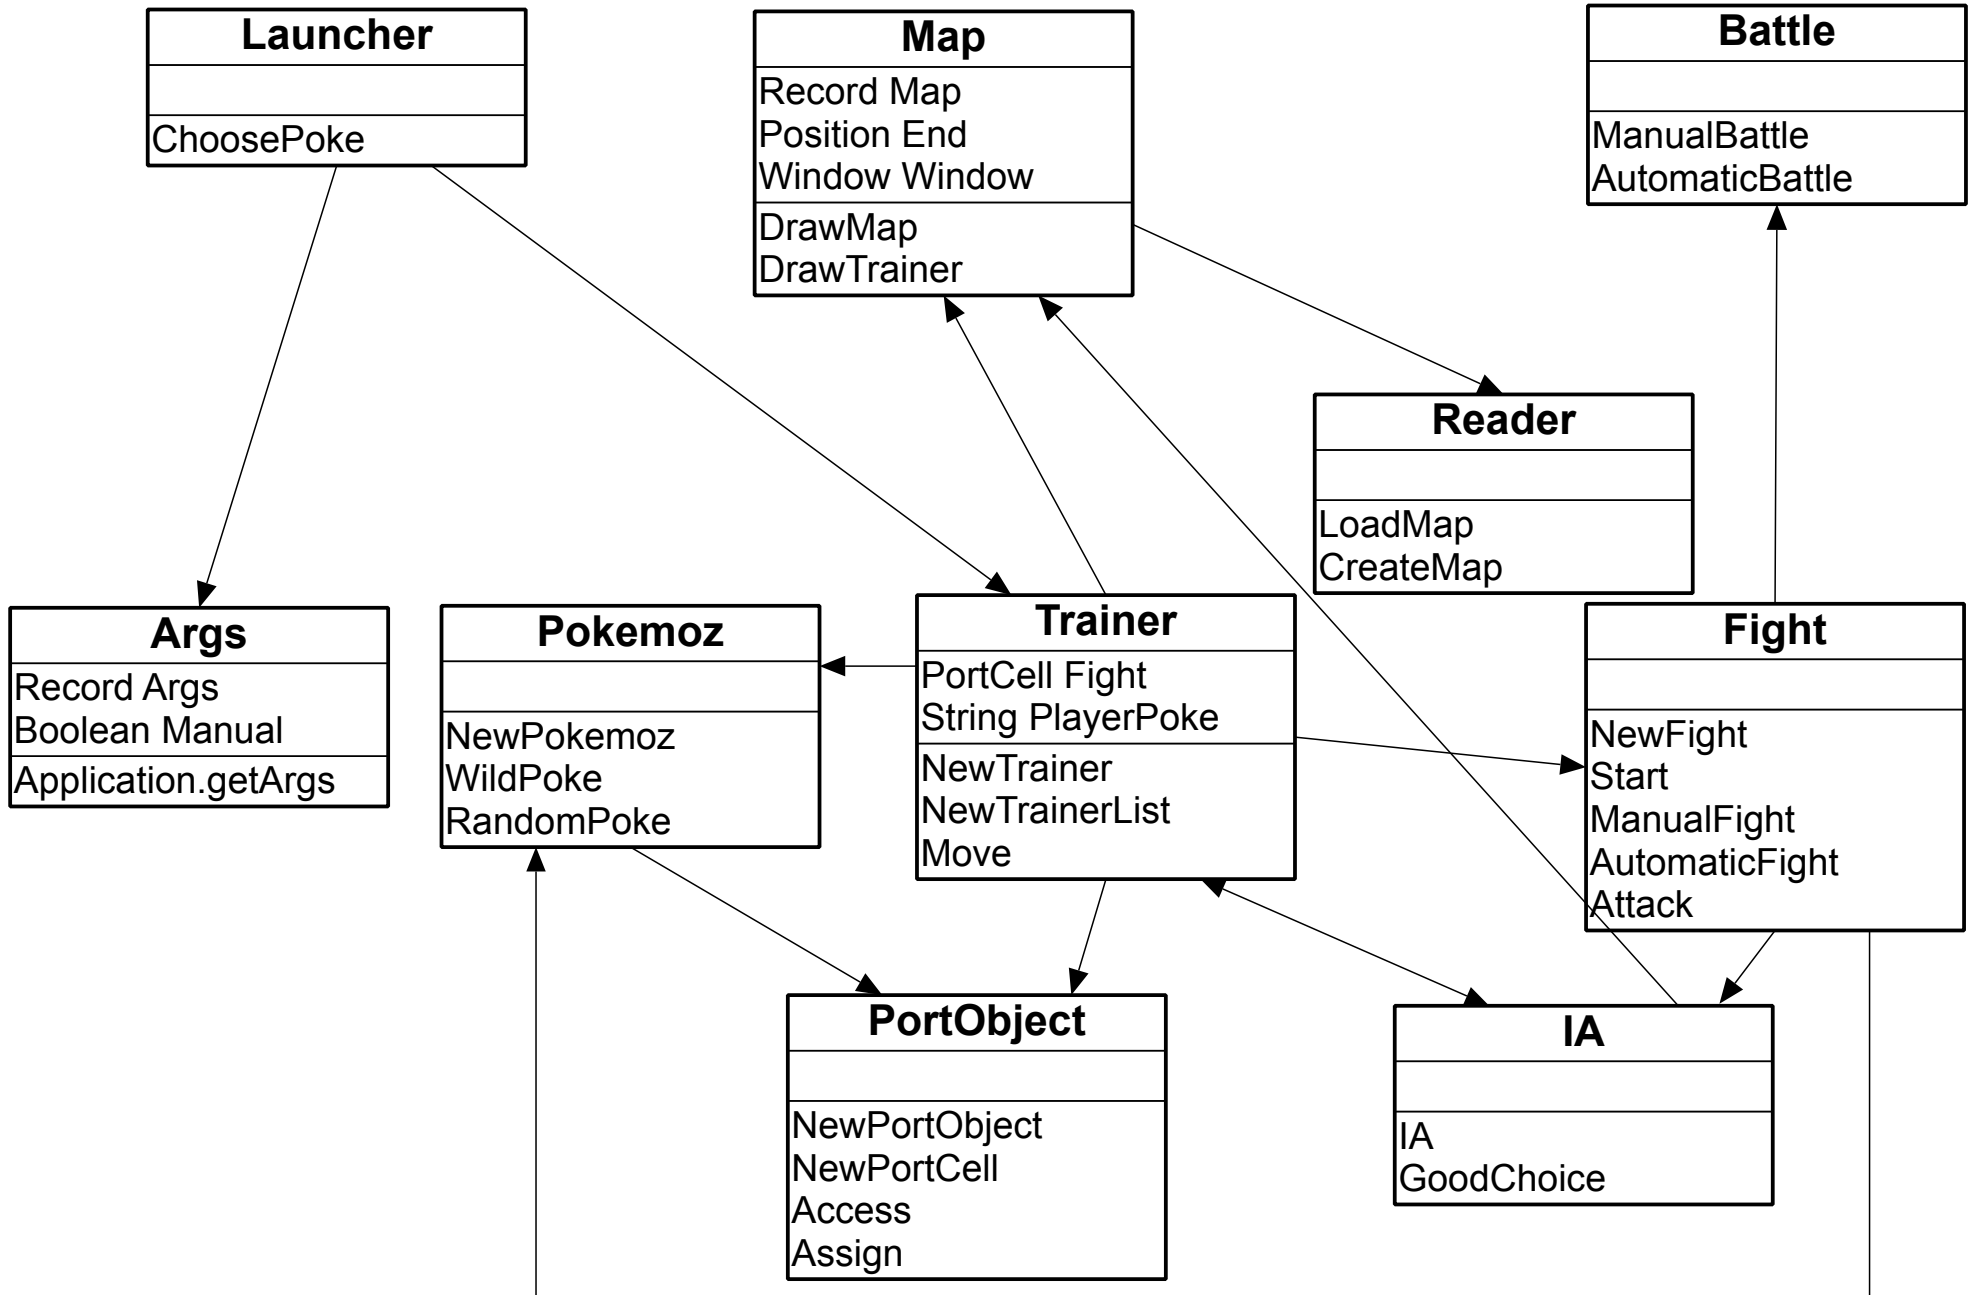 Launcher
ChoosePoke
Map
Record Map
Position End
Window Window
DrawMap
DrawTrainer
Battle
ManualBattle
AutomaticBattle
Reader
LoadMap
CreateMap
Args
Record Args
Boolean Manual
Application.getArgs
Pokemoz
NewPokemoz
WildPoke
RandomPoke
Trainer
PortCell Fight
String PlayerPoke
NewTrainer
NewTrainerList
Move
Fight
NewFight
Start
ManualFight
AutomaticFight
Attack
PortObject
NewPortObject
NewPortCell
Access
Assign
IA
IA
GoodChoice